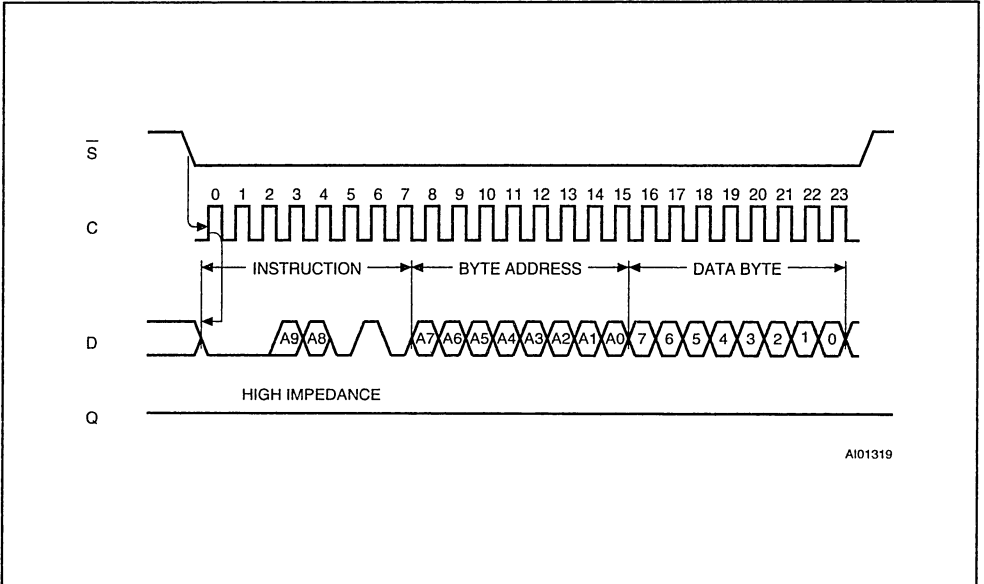 S
0 1 2 3 4 5 6 7 8 9 10 11 12 13 14 15 16 17 18 19 20 21 22 23
C
INSTRUCTION BYTE ADDRESS DATA BYTE
D A9 A8 A7 A6 A5 A4 A3 A2 A1 A0 7 6 5 4 3 2 1 0
HIGH IMPEDANCE
Q
AI01319